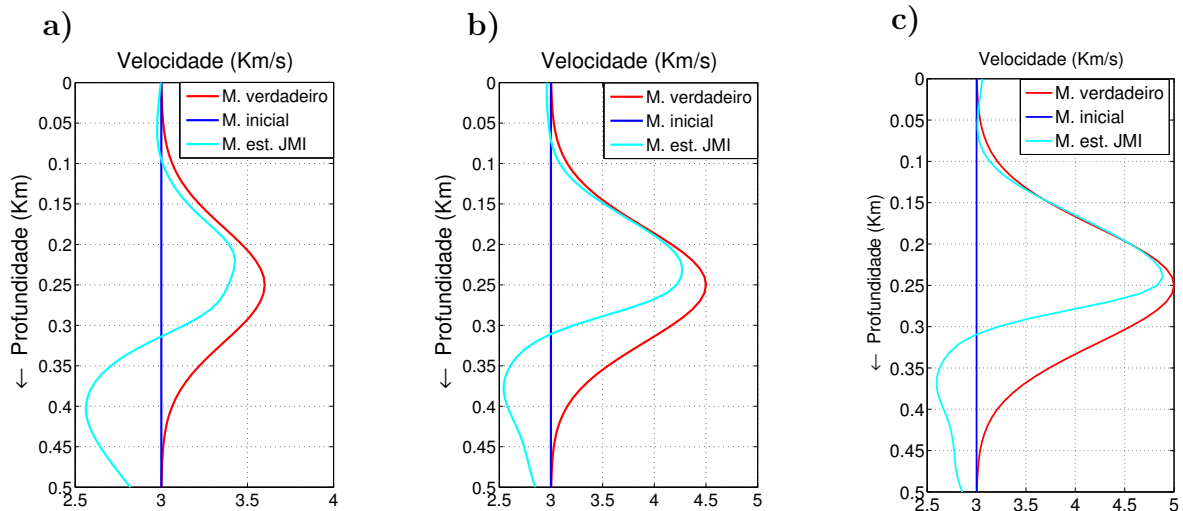 a)
Velocidade (Km/s)
← Profundidade (Km)
0
0.05
0.1
0.15
0.2
0.25
0.3
0.35
0.4
0.45
0.5
2.5 3 3.5 4
M. verdadeiro
M. inicial
M. est. JMI
b)
Velocidade (Km/s)
← Profundidade (Km)
0
0.05
0.1
0.15
0.2
0.25
0.3
0.35
0.4
0.45
0.5
2.5 3 3.5 4 4.5 5
M. verdadeiro
M. inicial
M. est. JMI
c)
Velocidade (Km/s)
← Profundidade (Km)
0
0.05
0.1
0.15
0.2
0.25
0.3
0.35
0.4
0.45
0.5
2.5 3 3.5 4 4.5 5
M. verdadeiro
M. inicial
M. est. JMI